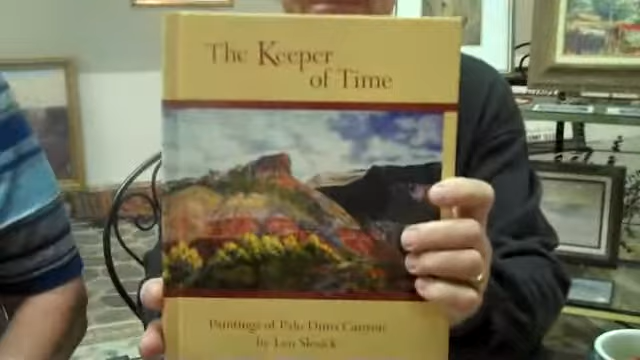 The Keeper
of Time
Paintings of Palo Duro Canyon
by Len Slesick